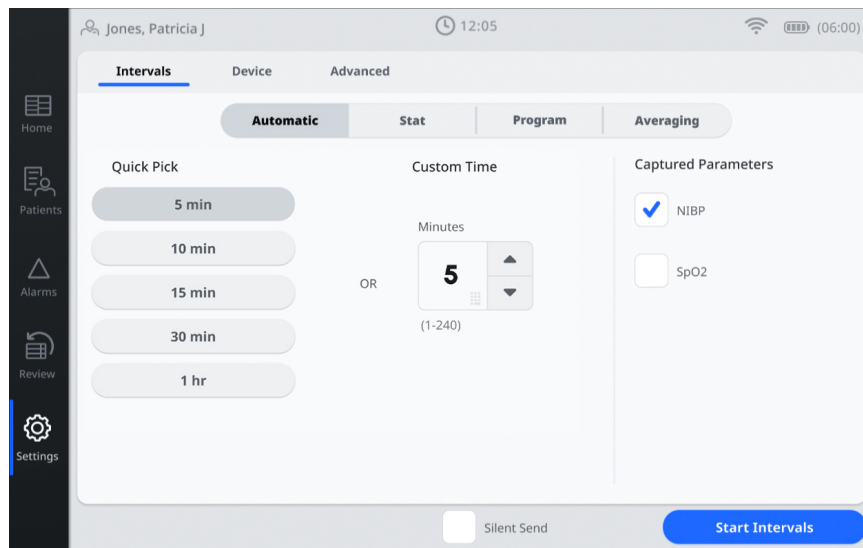 Jones, Patricia J
12:05
(06:00)
Intervals
Device
Advanced
Home
Patients
Alarms
Review
Settings
Automatic
Stat
Program
Averaging
Quick Pick
5 min
10 min
15 min
30 min
1 hr
OR
Custom Time
Minutes
5
(1-240)
Captured Parameters
NIBP
SpO2
Silent Send
Start Intervals